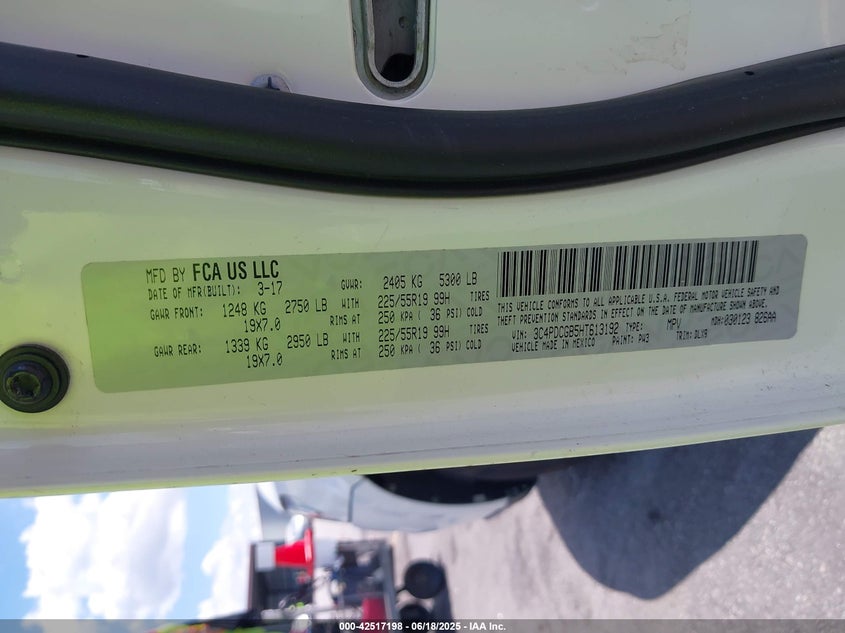 MFD BY FCA US LLC
DATE OF MFR(BUILT): 3-17
GVWR: 2405 KG 5300 LB
GAWR FRONT: 1248 KG 2750 LB WITH 225/55R19 99H TIRES
19X7.0 RIMS AT 250 KPA ( 36 PSI) COLD
GAWR REAR: 1339 KG 2950 LB WITH 225/55R19 99H TIRES
19X7.0 RIMS AT 250 KPA ( 36 PSI) COLD
THIS VEHICLE CONFORMS TO ALL APPLICABLE U.S.A. FEDERAL MOTOR VEHICLE SAFETY AND
THEFT PREVENTION STANDARDS IN EFFECT ON THE DATE OF MANUFACTURE SHOWN ABOVE.
VIN: 3C4PDCGB5HT613192 TYPE: MPV MDH:030123 826AA
VEHICLE MADE IN MEXICO PAINT: PW3 TRIM: DLX9
000-42517198 - 06/18/2025 - IAA Inc.